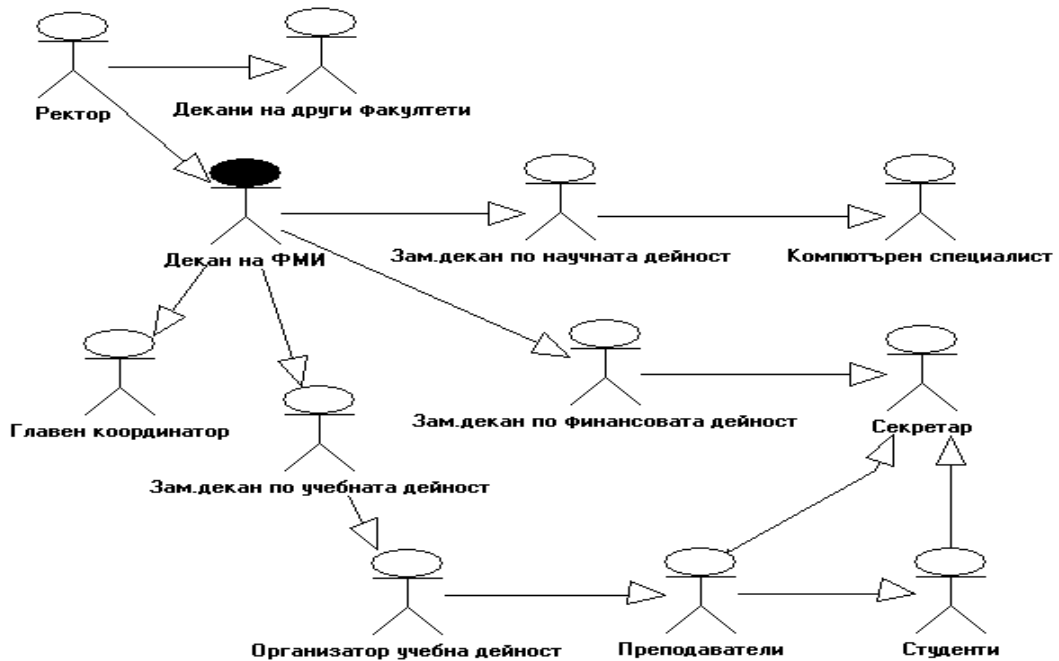 Ректор
Декани на други факултети
Декан на ФМИ
Зам.декан по научната дейност
Компютърен специалист
Главен координатор
Зам.декан по финансовата дейност
Секретар
Зам.декан по учебната дейност
Организатор учебна дейност
Преподаватели
Студенти